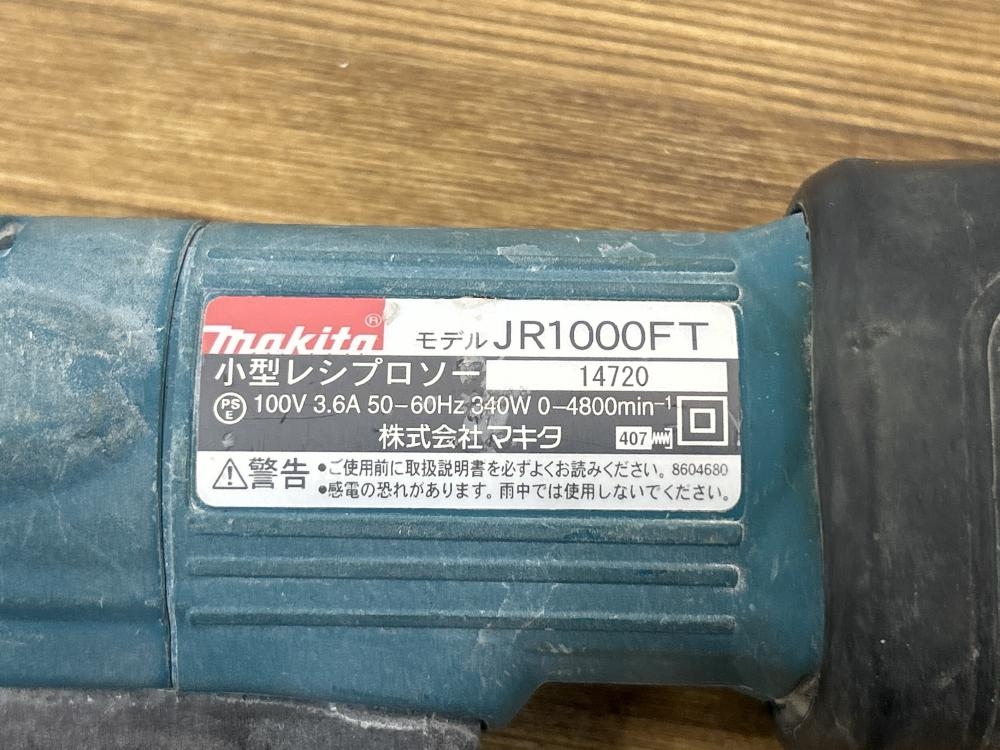 makita® モデル JR1000FT
小型レシプロソー 14720
PS E 100V 3.6A 50-60Hz 340W 0-4800min⁻¹
株式会社マキタ 407
警告 •ご使用前に取扱説明書を必ずよくお読みください。 8604680
•感電の恐れがあります。雨中では使用しないでください。